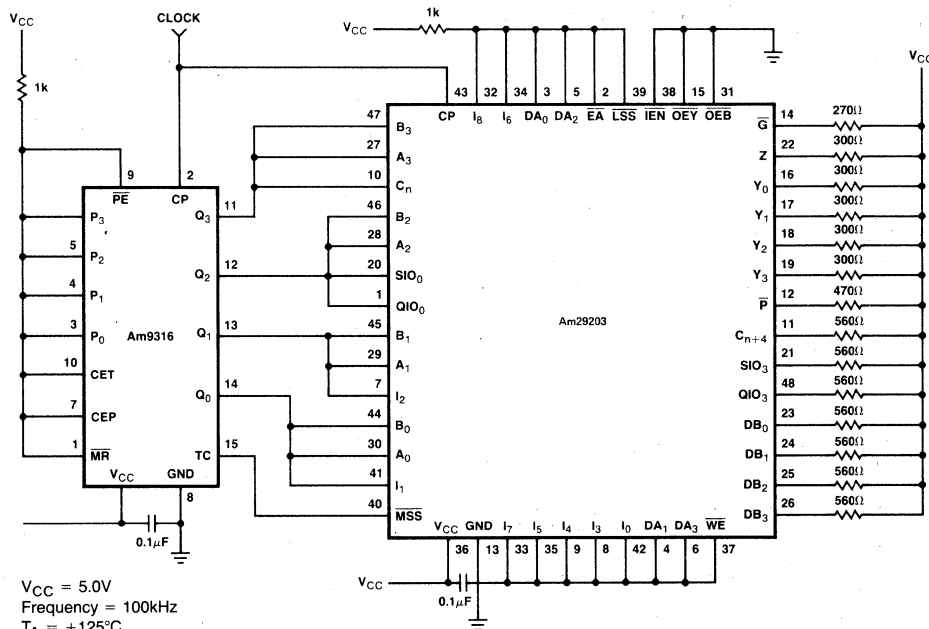 VCC CLOCK VCC 1k VCC
1k
43 32 34 3 5 2 39 38 15 31
CP I8 I6 DA0 DA2 EA LSS IEN OEY OEB
9 2
PE CP
P3
5 P2
4 P1
3 P0
10 CET
7 CEP
1 MR
Am9316
Q3 11
Q2 12
Q1 13
Q0 14
TC 15
VCC GND
8
0.1μF
47 B3
27 A3
10 Cn
46 B2
28 A2
20 SIO0
1 QIO0
45 B1
29 A1
7 I2
44 B0
30 A0
41 I1
40 MSS
Am29203
G 14 270Ω
Z 22 300Ω
Y0 16 300Ω
Y1 17 300Ω
Y2 18 300Ω
Y3 19 300Ω
P 12 470Ω
Cn+4 11 560Ω
SIO3 21 560Ω
QIO3 48 560Ω
DB0 23 560Ω
DB1 24 560Ω
DB2 25 560Ω
DB3 26 560Ω
VCC GND I7 I5 I4 I3 I0 DA1 DA3 WE
36 13 33 35 9 8 42 4 6 37
VCC
0.1μF
VCC = 5.0V
Frequency = 100kHz
TA = +125°C